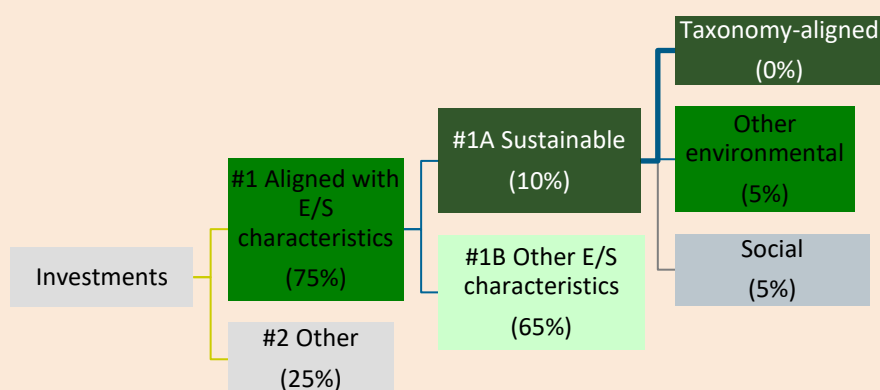 Investments
#1 Aligned with
E/S
characteristics
(75%)
#2 Other
(25%)
#1A Sustainable
(10%)
#1B Other E/S
characteristics
(65%)
Taxonomy-aligned
(0%)
Other
environmental
(5%)
Social
(5%)